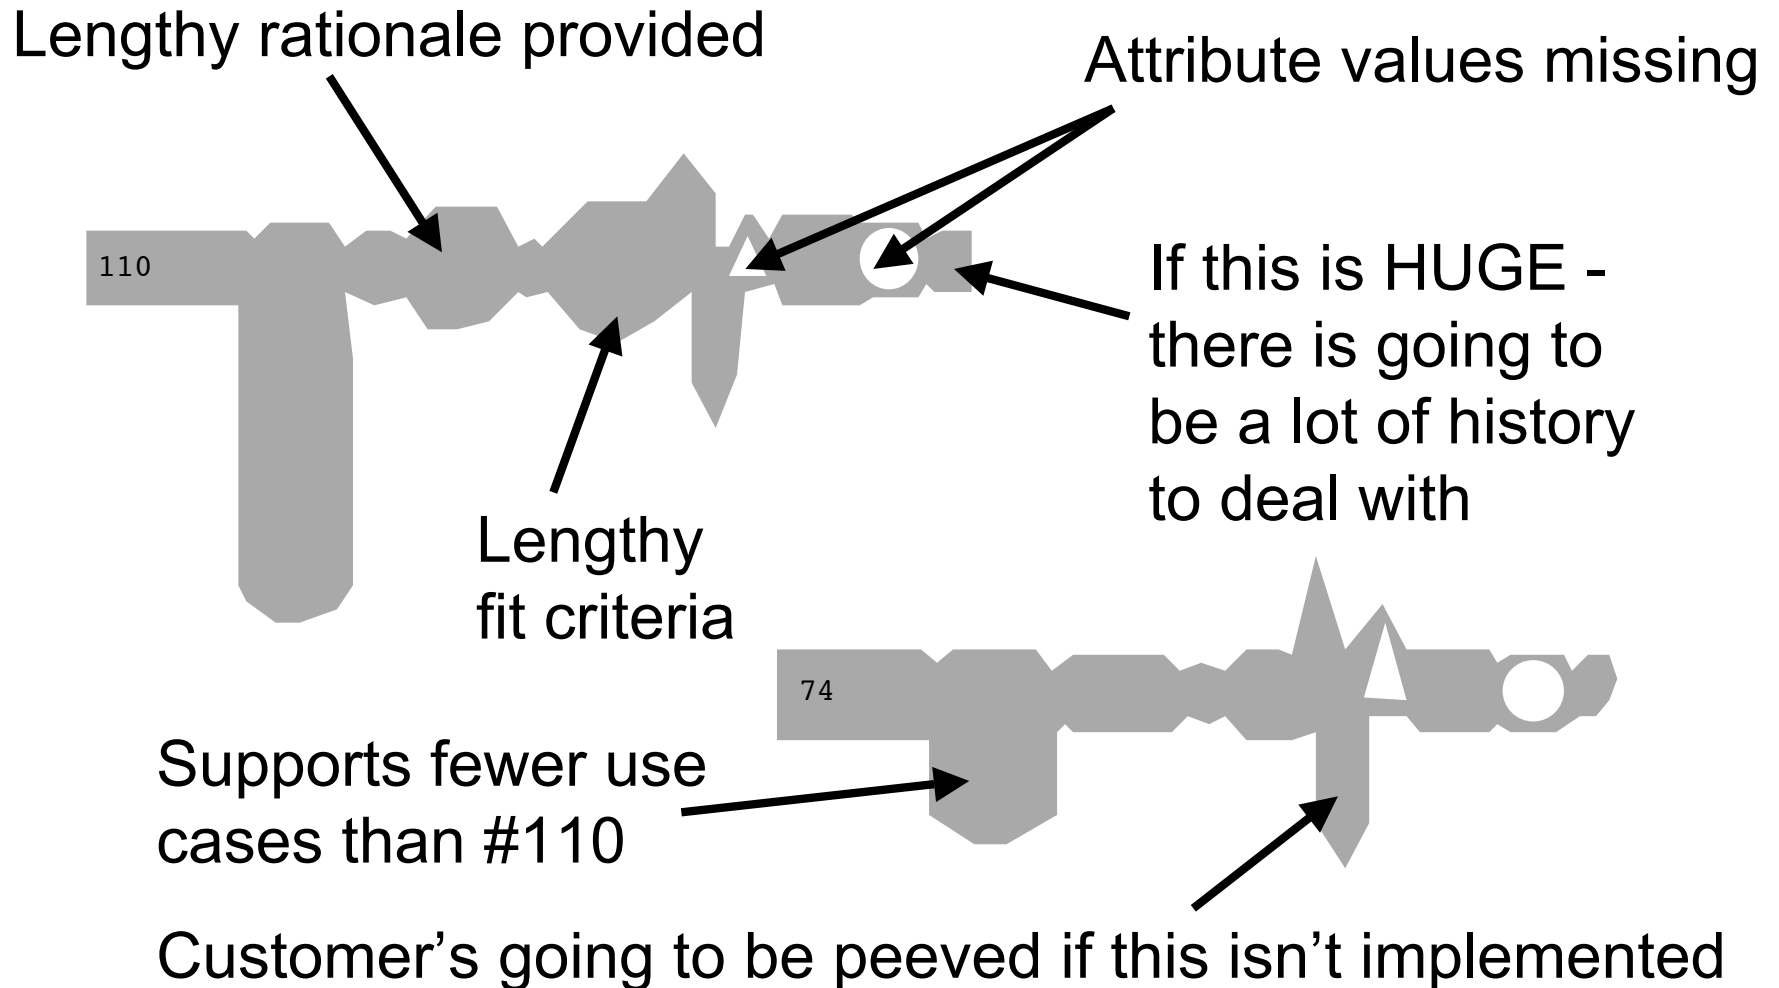 Lengthy rationale provided
Attribute values missing
110
If this is HUGE -
there is going to
be a lot of history
to deal with
Lengthy
fit criteria
74
Supports fewer use
cases than #110
Customer’s going to be peeved if this isn’t implemented